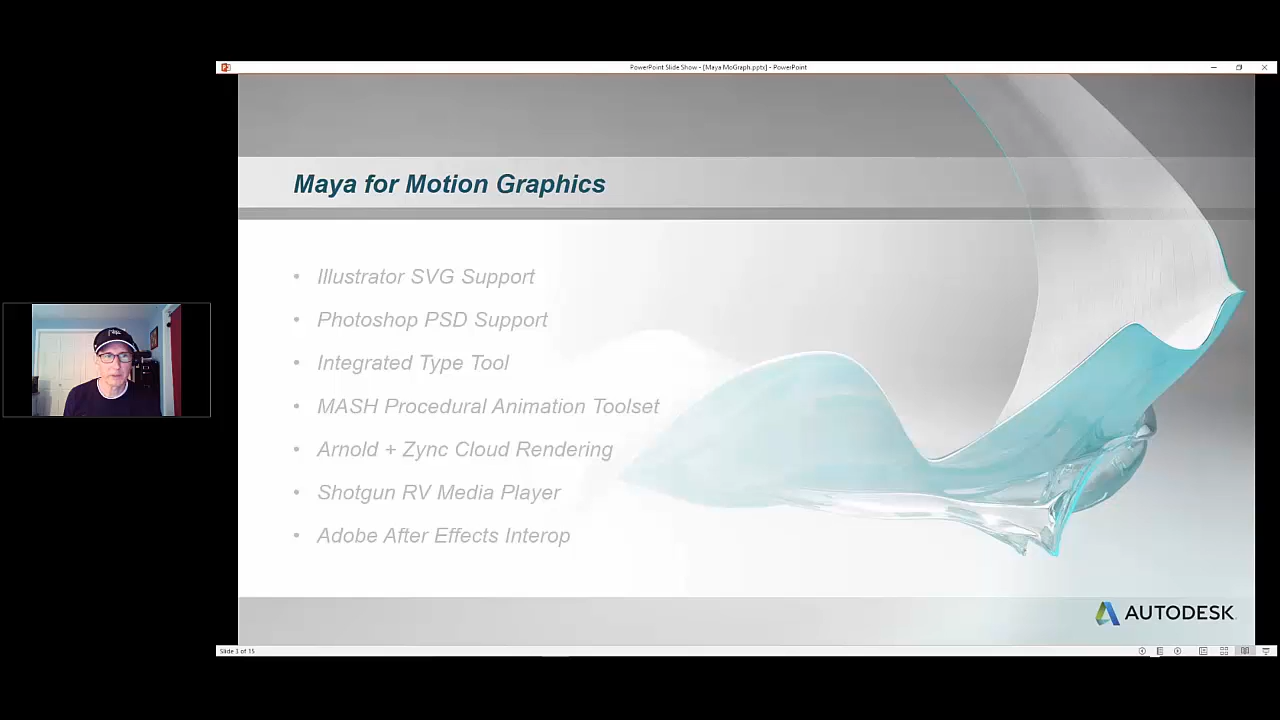 PowerPoint Slide Show - [Maya MoGraph.pptx] - PowerPoint
Maya for Motion Graphics
• Illustrator SVG Support
• Photoshop PSD Support
• Integrated Type Tool
• MASH Procedural Animation Toolset
• Arnold + Zync Cloud Rendering
• Shotgun RV Media Player
• Adobe After Effects Interop
AUTODESK
Slide 3 of 15